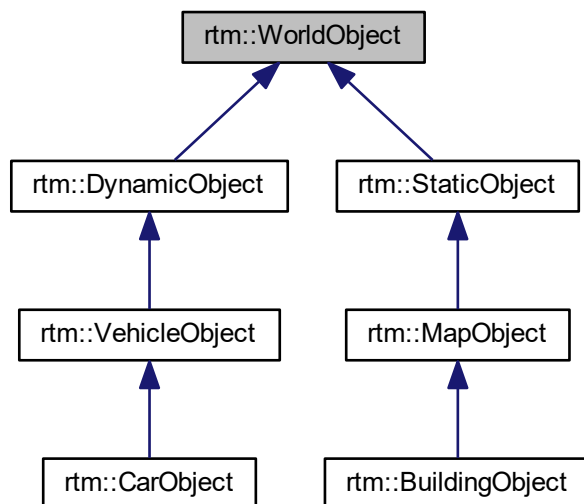 rtm::WorldObject
rtm::DynamicObject
rtm::StaticObject
rtm::VehicleObject
rtm::MapObject
rtm::CarObject
rtm::BuildingObject